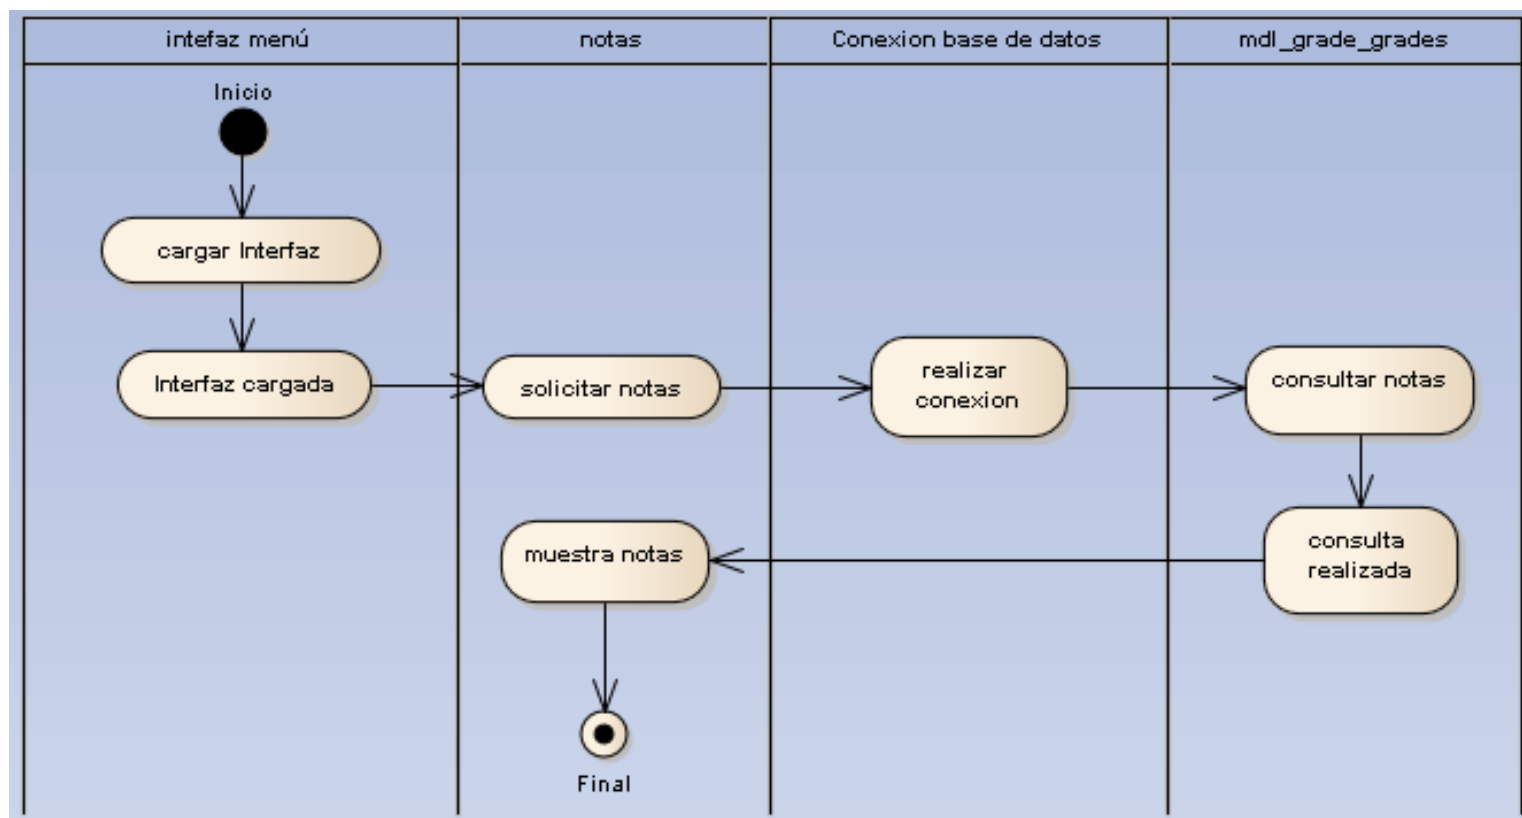 intefaz menú
notas
Conexion base de datos
mdl_grade_grades
Inicio
cargar Interfaz
Interfaz cargada
solicitar notas
realizar
conexion
consultar notas
muestra notas
consulta
realizada
Final